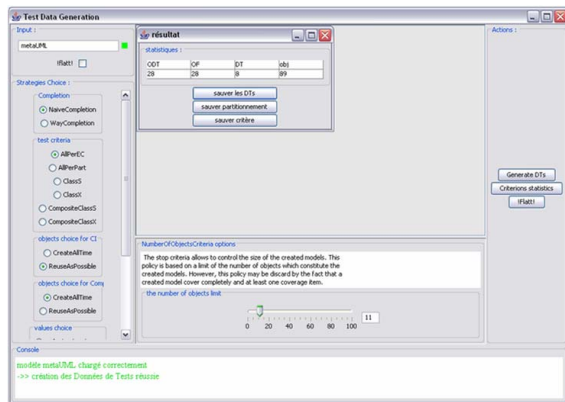 Test Data Generation
Input :
metaUML
!flatt!
Strategies Choice :
Completion
NaiveCompletion
WayCompletion
test criteria
AllPerEC
AllPerPart
ClassS
ClassX
CompositeClassS
CompositeClassX
objects choice for CI
CreateAllTime
ReuseAsPossible
objects choice for Comp
CreateAllTime
ReuseAsPossible
values choice
résultat
statistiques :
ODT OF DT obj
28 28 8 89
sauver les DTs
sauver partitionnement
sauver critère
NumberOfObjectsCriteria options
The stop criteria allows to control the size of the created models. This
policy is based on a limit of the number of objects which constitute the
created models. However, this policy may be discard by the fact that a
created model cover completely and at least one coverage item.
the number of objects limit
0 20 40 60 80 100
11
Actions :
Generate DTs
Criterions statistics
!Flatt!
Console
modèle metaUML chargé correctement
->> création des Données de Tests réussie